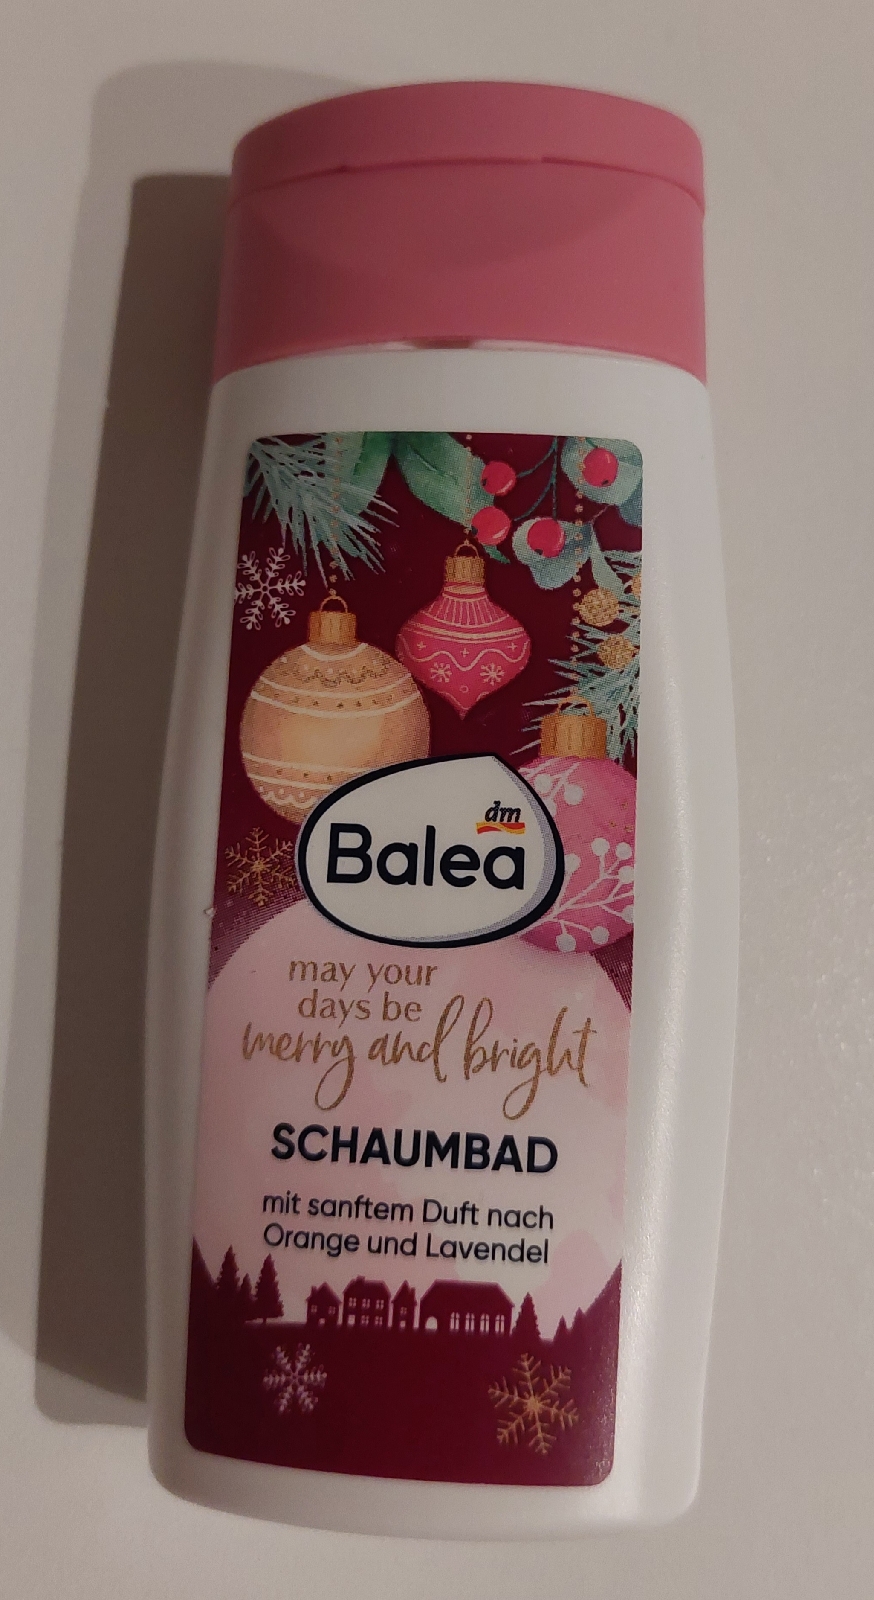 dm
Balea
may your
days be
merry and bright
SCHAUMBAD
mit sanftem Duft nach
Orange und Lavendel